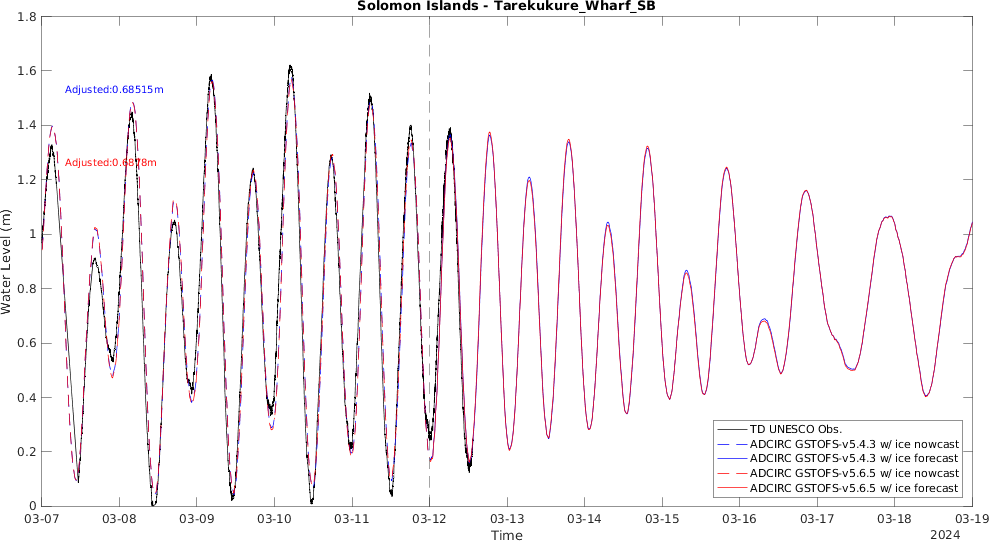 Solomon Islands - Tarekukure_Wharf_SB
1.8
1.6
1.4
1.2
1
0.8
0.6
0.4
0.2
0
Water Level (m)
Adjusted:0.68515m
Adjusted:0.6878m
TD UNESCO Obs.
ADCIRC GSTOFS-v5.4.3 w/ ice nowcast
ADCIRC GSTOFS-v5.4.3 w/ ice forecast
ADCIRC GSTOFS-v5.6.5 w/ ice nowcast
ADCIRC GSTOFS-v5.6.5 w/ ice forecast
03-07 03-08 03-09 03-10 03-11 03-12 03-13 03-14 03-15 03-16 03-17 03-18 03-19
Time
2024